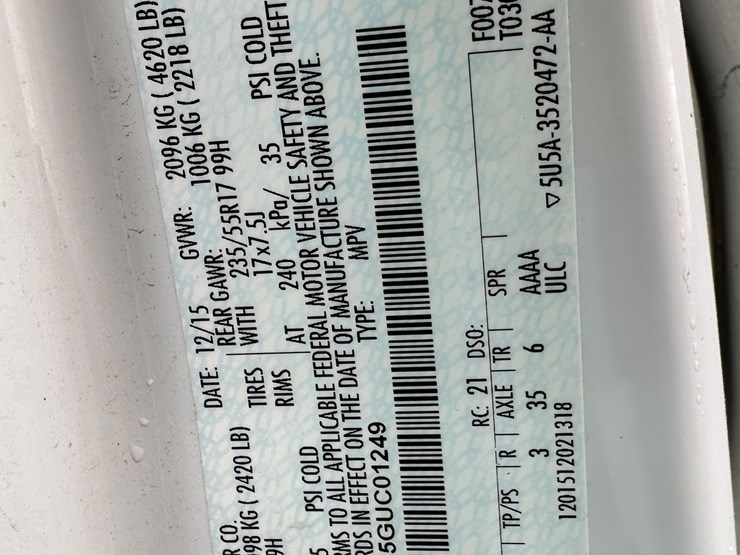 R CO. DATE: 12/15 GVWR: 2096 KG ( 4620 LB)
98 KG ( 2420 LB) REAR GAWR: 1006 KG ( 2218 LB)
9H TIRES WITH 235/55R17 99H
RIMS 17x7.5J
5 PSI COLD AT 240 kPa/ 35 PSI COLD
RMS TO ALL APPLICABLE FEDERAL MOTOR VEHICLE SAFETY AND THEFT
RDS IN EFFECT ON THE DATE OF MANUFACTURE SHOWN ABOVE.
5GUC01249 TYPE: MPV
F007
RC: 21 DSO: T03
TP/PS R AXLE TR SPR
3 35 6 AAAA ▽ 5U5A-3520472-AA
1201512021318 ULC